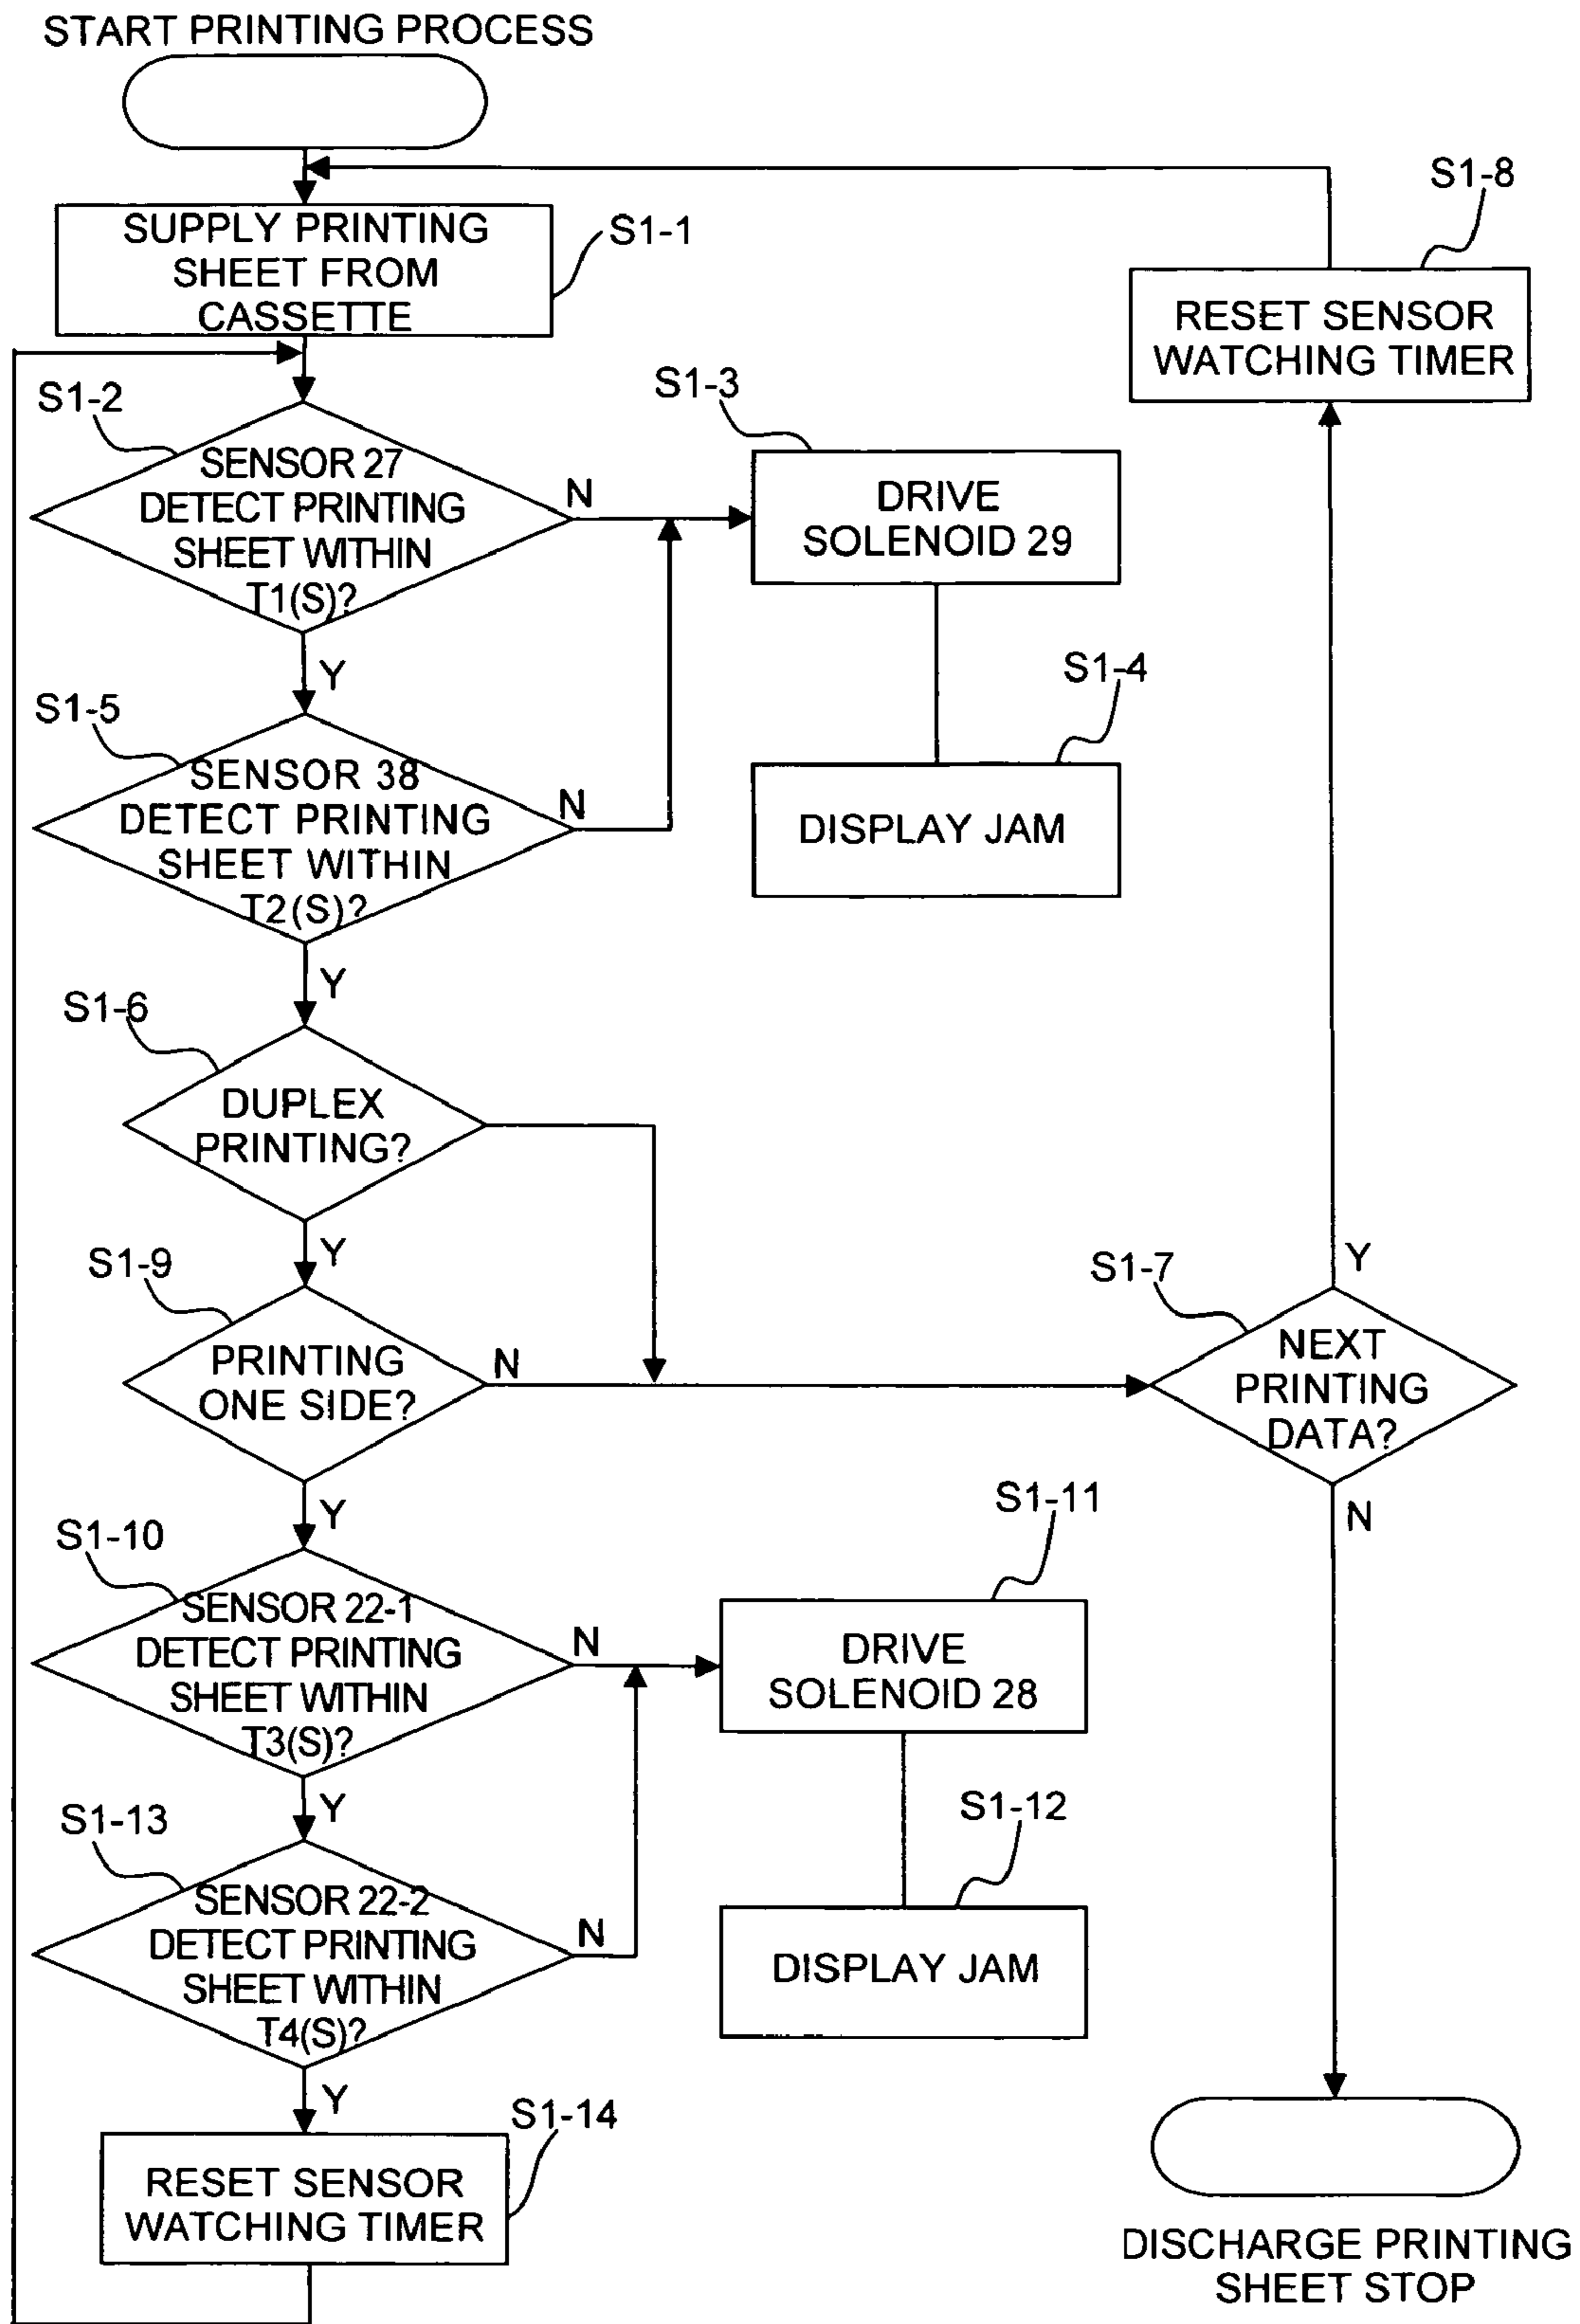 START PRINTING PROCESS
S1-8
SUPPLY PRINTING
SHEET FROM
CASSETTE
S1-1
RESET SENSOR
WATCHING TIMER
S1-2
S1-3
SENSOR 27
DETECT PRINTING
SHEET WITHIN
T1(S)?
N
DRIVE
SOLENOID 29
Y
S1-4
S1-5
SENSOR 38
DETECT PRINTING
SHEET WITHIN
T2(S)?
N
DISPLAY JAM
Y
S1-6
DUPLEX
PRINTING?
Y
S1-9
S1-7
Y
PRINTING
ONE SIDE?
N
NEXT
PRINTING
DATA?
Y
N
S1-10
S1-11
SENSOR 22-1
DETECT PRINTING
SHEET WITHIN
T3(S)?
N
DRIVE
SOLENOID 28
Y
S1-12
S1-13
SENSOR 22-2
DETECT PRINTING
SHEET WITHIN
T4(S)?
N
DISPLAY JAM
Y
S1-14
RESET SENSOR
WATCHING TIMER
DISCHARGE PRINTING
SHEET STOP